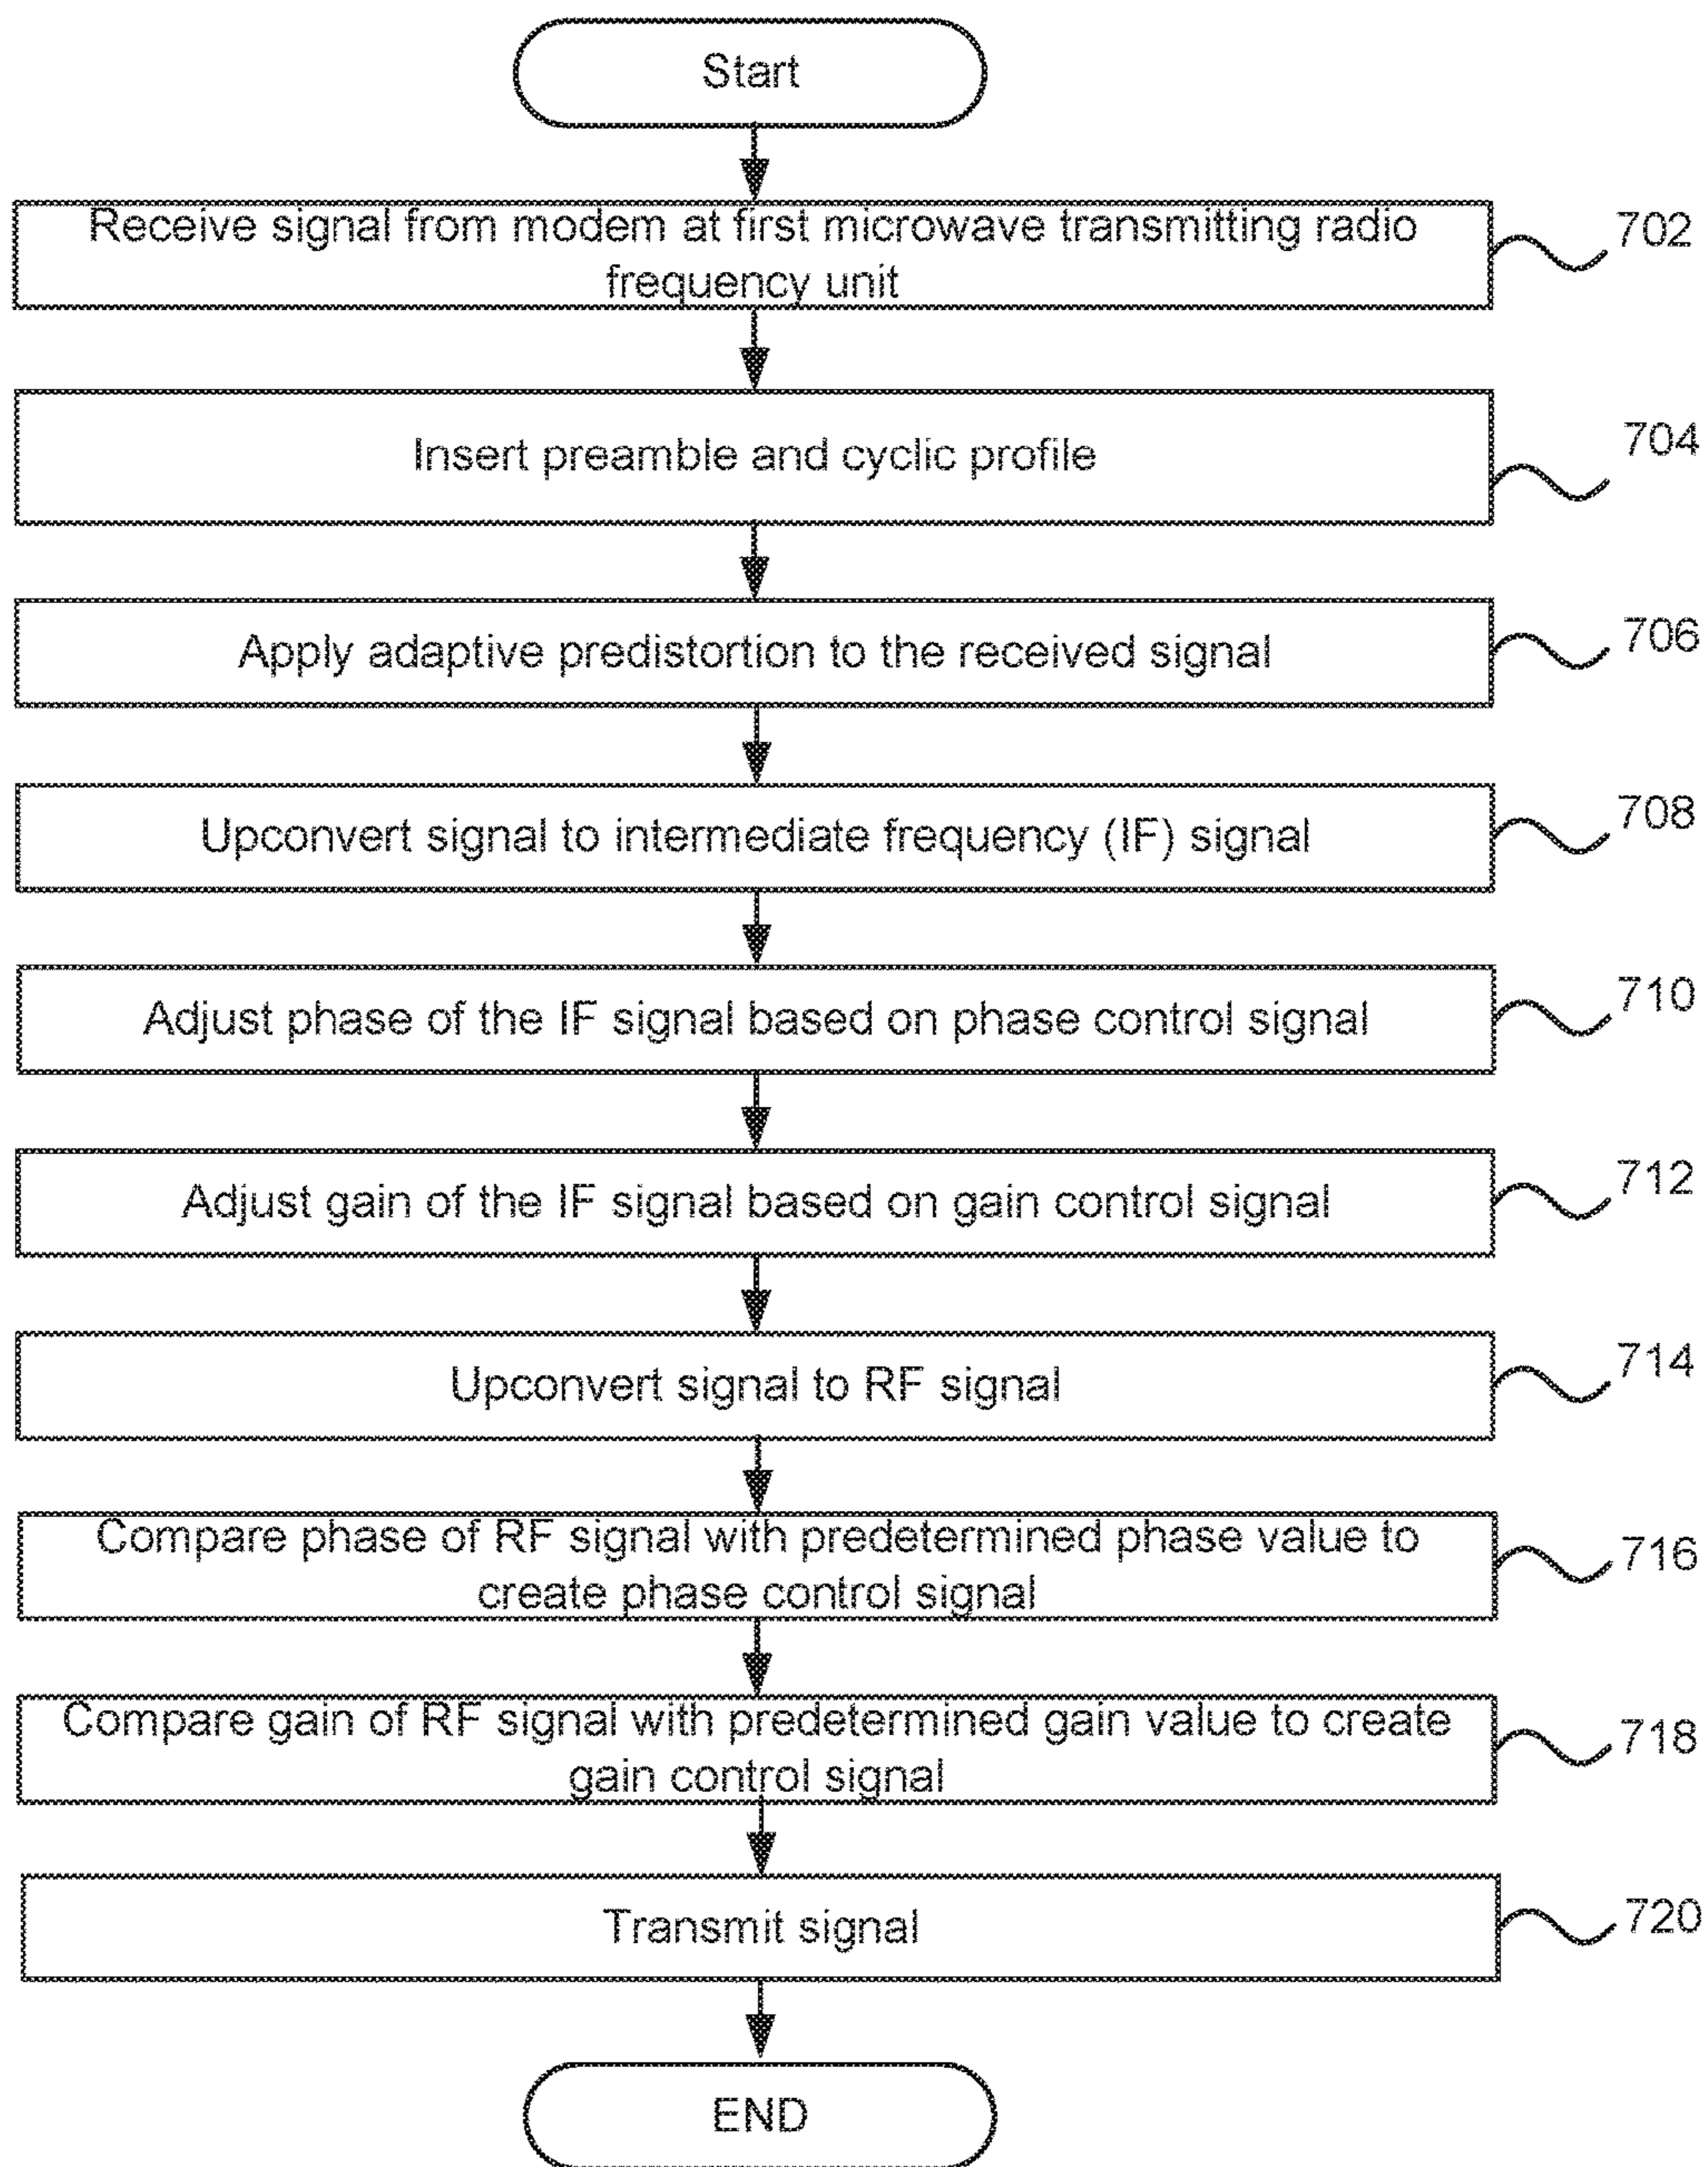 Start
Receive signal from modem at first microwave transmitting radio
frequency unit
702
Insert preamble and cyclic profile
704
Apply adaptive predistortion to the received signal
706
Upconvert signal to intermediate frequency (IF) signal
708
Adjust phase of the IF signal based on phase control signal
710
Adjust gain of the IF signal based on gain control signal
712
Upconvert signal to RF signal
714
Compare phase of RF signal with predetermined phase value to
create phase control signal
716
Compare gain of RF signal with predetermined gain value to create
gain control signal
718
Transmit signal
720
END